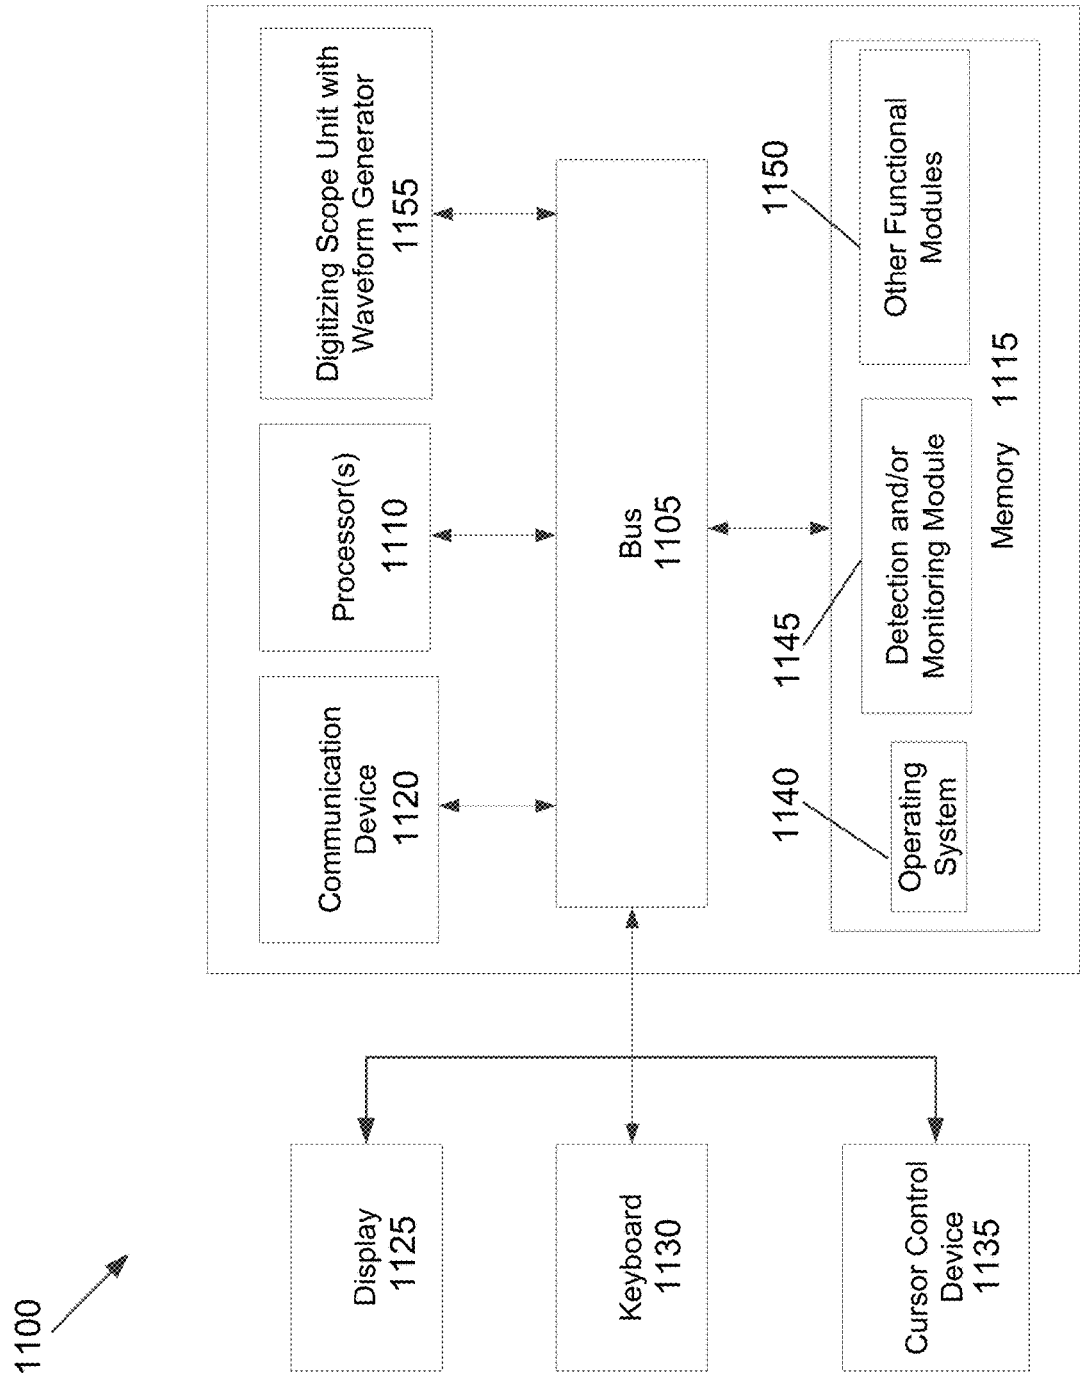 1100
Display
1125
Keyboard
1130
Cursor Control
Device
1135
Communication
Device
1120
Processor(s)
1110
Digitizing Scope Unit with
Waveform Generator
1155
Bus
1105
1140
1145
1150
Operating
System
Detection and/or
Monitoring Module
Other Functional
Modules
Memory 1115